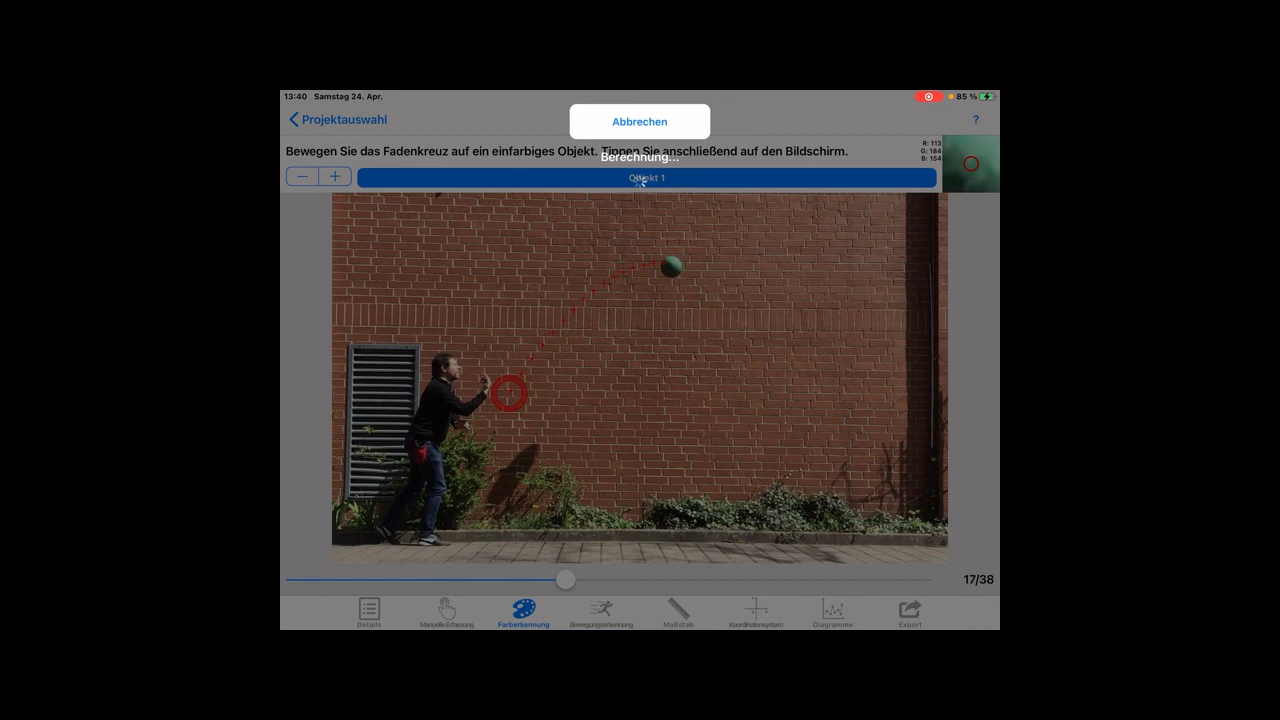 13:40 Samstag 24. Apr.
85 %
Abbrechen
Projektauswahl
?
Bewegen Sie das Fadenkreuz auf ein einfarbiges Objekt. Tippen Sie anschließend auf den Bildschirm.
Berechnung...
R: 113
G: 184
B: 154
Objekt 1
17/38
Details
Manuelle Erfassung
Farberkennung
Bewegungserkennung
Maßstab
Koordinatensystem
Diagramme
Export